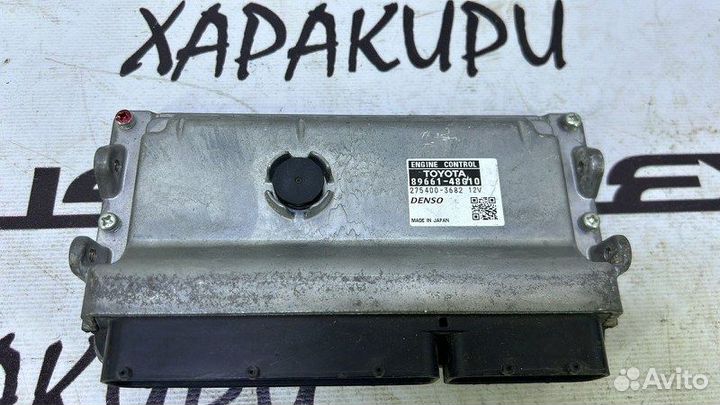 ХАРАКИРИ
ENGINE CONTROL
TOYOTA
89661-48G10
275400-3682 12V
DENSO
MADE IN JAPAN
Avito